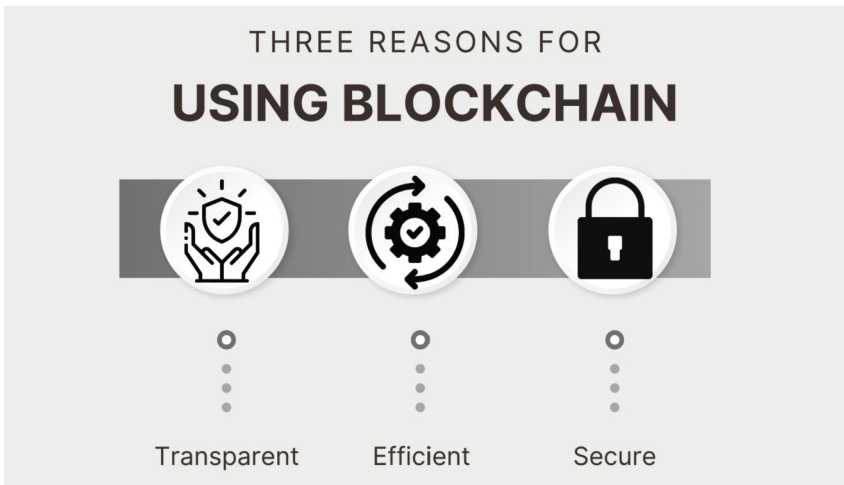 THREE REASONS FOR
USING BLOCKCHAIN
Transparent
Efficient
Secure